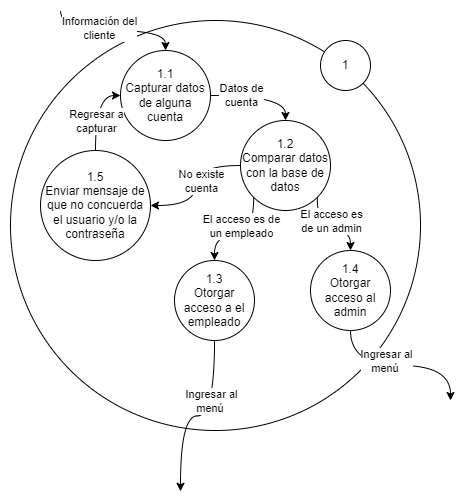 Información del
cliente
1
1.1
Capturar datos
de alguna
cuenta
Datos de
cuenta
Regresar a
capturar
1.2
Comparar datos
con la base de
datos
1.5
Enviar mensaje de
que no concuerda
el usuario y/o la
contraseña
No existe
cuenta
El acceso es de
un empleado
El acceso es
de un admin
1.3
Otorgar
acceso a el
empleado
1.4
Otorgar
acceso al
admin
Ingresar al
menú
Ingresar al
menú